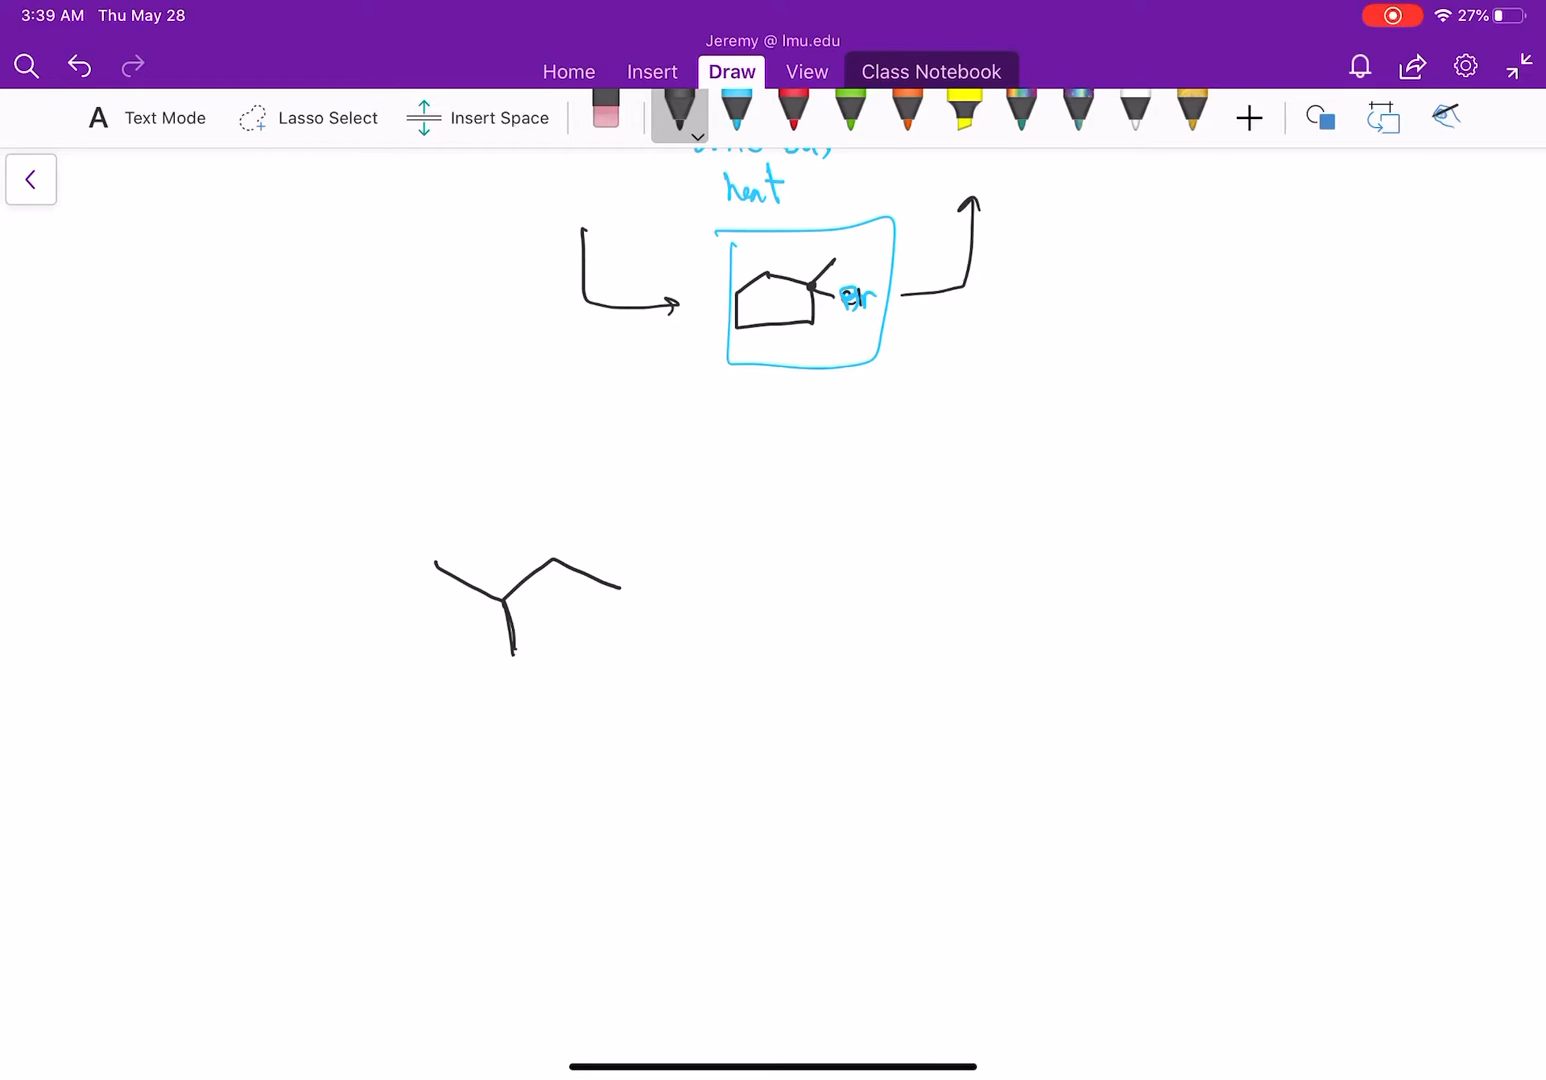 3:39 AM Thu May 28
27%
Jeremy @ lmu.edu
Home Insert Draw View Class Notebook
A Text Mode Lasso Select Insert Space
heat
Br